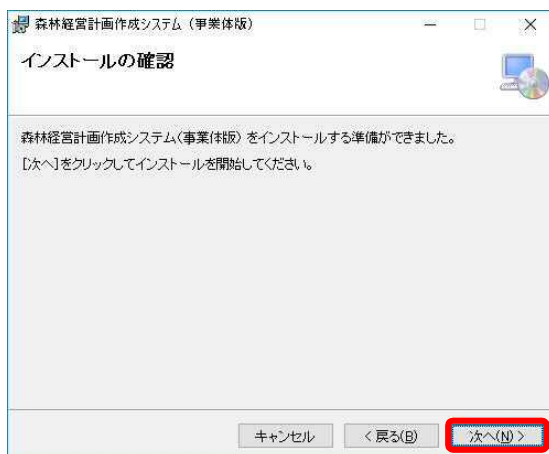 森林経営計画作成システム（事業体版）
インストールの確認
森林経営計画作成システム（事業体版）をインストールする準備ができました。
[次へ]をクリックしてインストールを開始してください。
キャンセル
< 戻る(B)
次へ(N) >